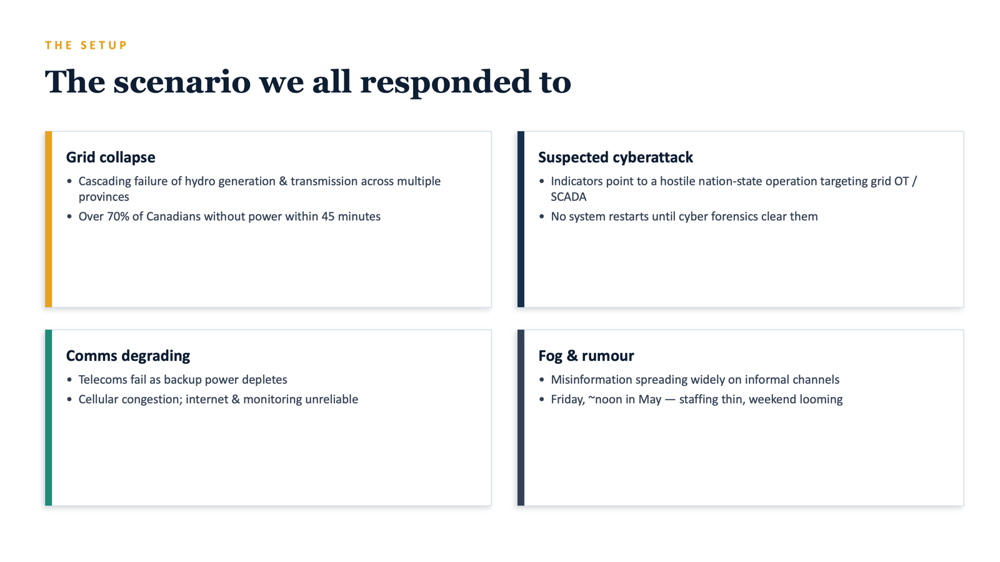 THE SETUP
The scenario we all responded to
Grid collapse
• Cascading failure of hydro generation & transmission across multiple
provinces
• Over 70% of Canadians without power within 45 minutes
Suspected cyberattack
• Indicators point to a hostile nation-state operation targeting grid OT /
SCADA
• No system restarts until cyber forensics clear them
Comms degrading
• Telecoms fail as backup power depletes
• Cellular congestion; internet & monitoring unreliable
Fog & rumour
• Misinformation spreading widely on informal channels
• Friday, ~noon in May — staffing thin, weekend looming